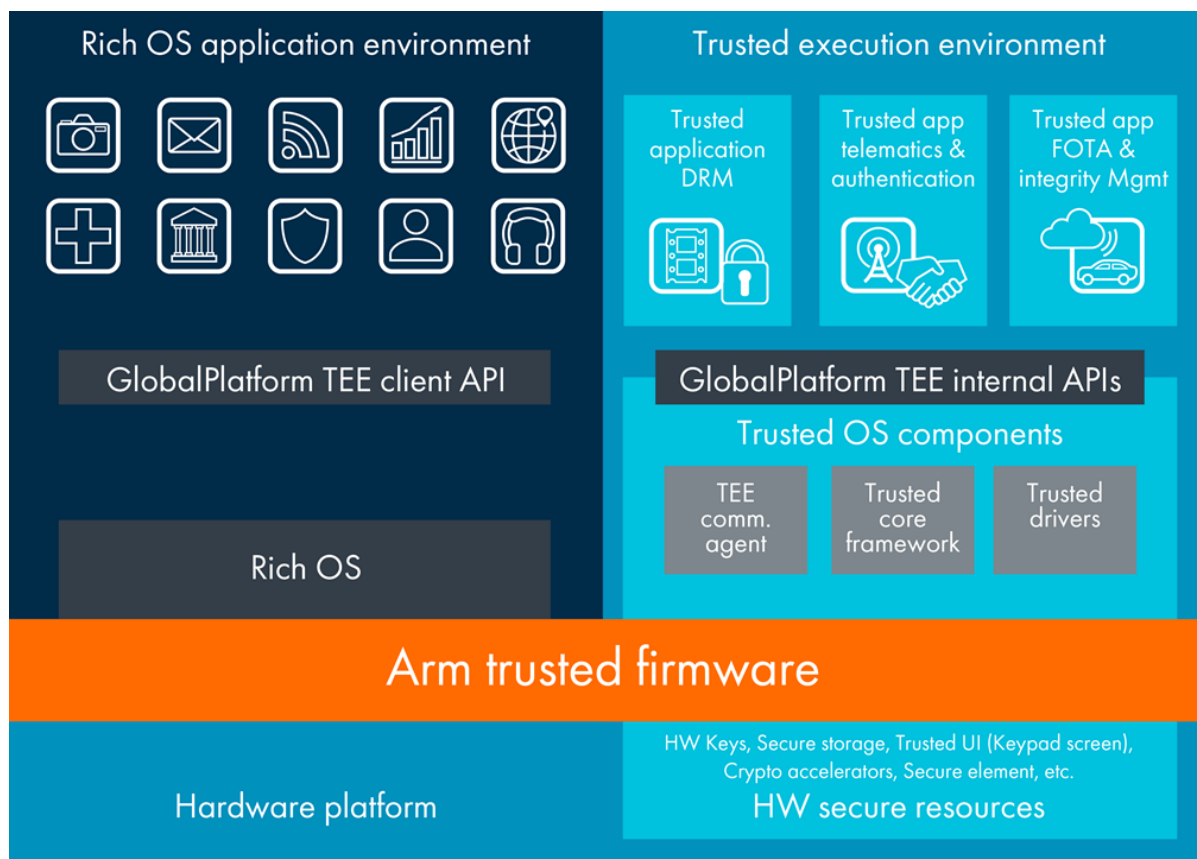 Rich OS application environment
Trusted execution environment
Trusted
application
DRM
Trusted app
telematics &
authentication
Trusted app
FOTA &
integrity Mgmt
GlobalPlatform TEE client API
GlobalPlatform TEE internal APIs
Trusted OS components
TEE
comm.
agent
Trusted
core
framework
Trusted
drivers
Rich OS
Arm trusted firmware
HW Keys, Secure storage, Trusted UI (Keypad screen),
Crypto accelerators, Secure element, etc.
Hardware platform
HW secure resources